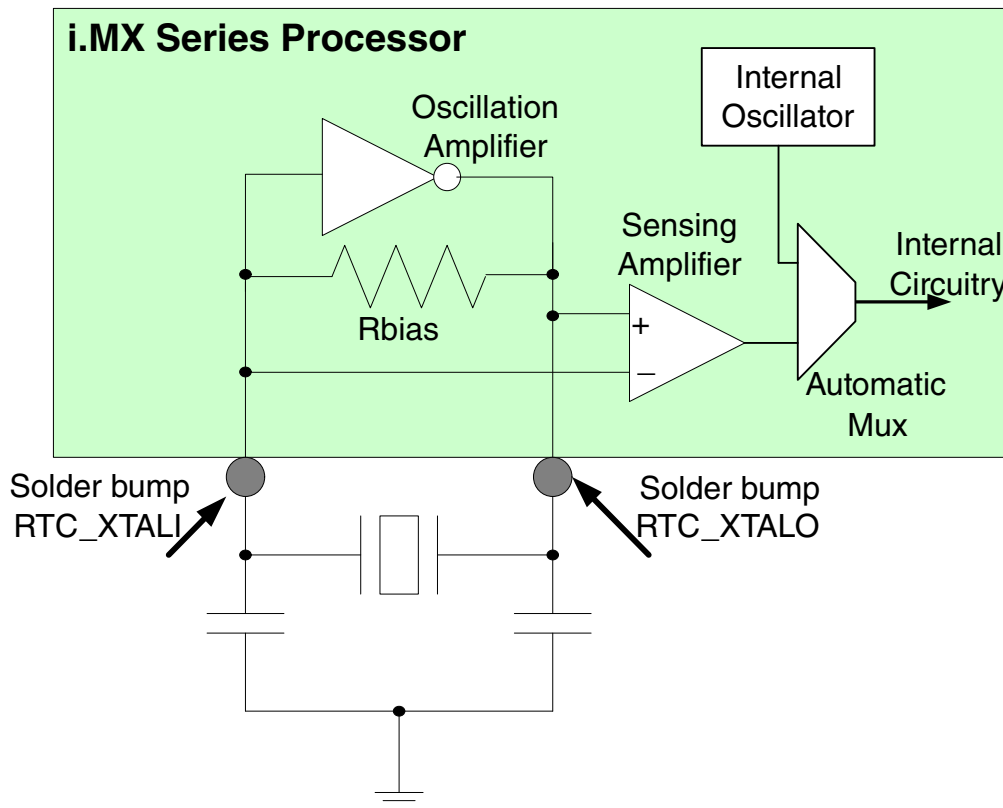 i.MX Series Processor
Oscillation
Amplifier
Internal
Oscillator
Sensing
Amplifier
Internal
Circuitry
Rbias
+
–
Automatic
Mux
Solder bump
RTC_XTALI
Solder bump
RTC_XTALO